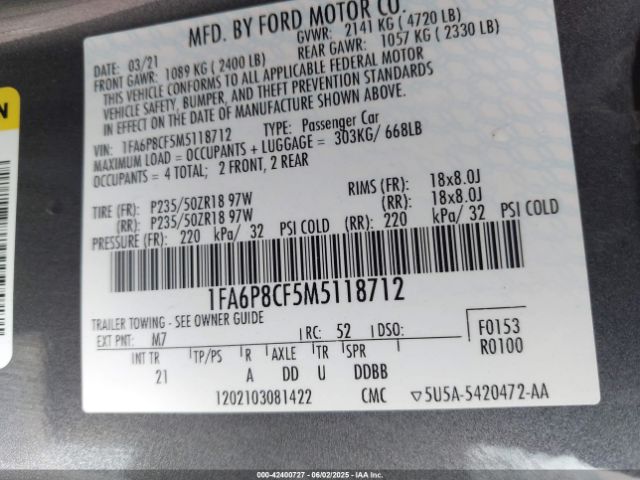 MFD. BY FORD MOTOR CO.
DATE: 03/21 GVWR: 2141 KG ( 4720 LB)
FRONT GAWR: 1089 KG ( 2400 LB) REAR GAWR: 1057 KG ( 2330 LB)
THIS VEHICLE CONFORMS TO ALL APPLICABLE FEDERAL MOTOR
VEHICLE SAFETY, BUMPER, AND THEFT PREVENTION STANDARDS
IN EFFECT ON THE DATE OF MANUFACTURE SHOWN ABOVE.
VIN: 1FA6P8CF5M5118712 TYPE: Passenger Car
MAXIMUM LOAD = OCCUPANTS + LUGGAGE = 303KG/ 668LB
OCCUPANTS = 4 TOTAL; 2 FRONT, 2 REAR
TIRE (FR): P235/50ZR18 97W RIMS (FR): 18x8.0J
(RR): P235/50ZR18 97W (RR): 18x8.0J
PRESSURE (FR): 220 kPa/ 32 PSI COLD (RR): 220 kPa/ 32 PSI COLD
1FA6P8CF5M5118712
TRAILER TOWING - SEE OWNER GUIDE
EXT PNT: M7 RC: 52 DSO: F0153
INT TR TP/PS R AXLE TR SPR R0100
21 A DD U DDBB
1202103081422 CMC ▽5U5A-5420472-AA
N
00-42400727 - 06/02/2025 - IAAI.COM